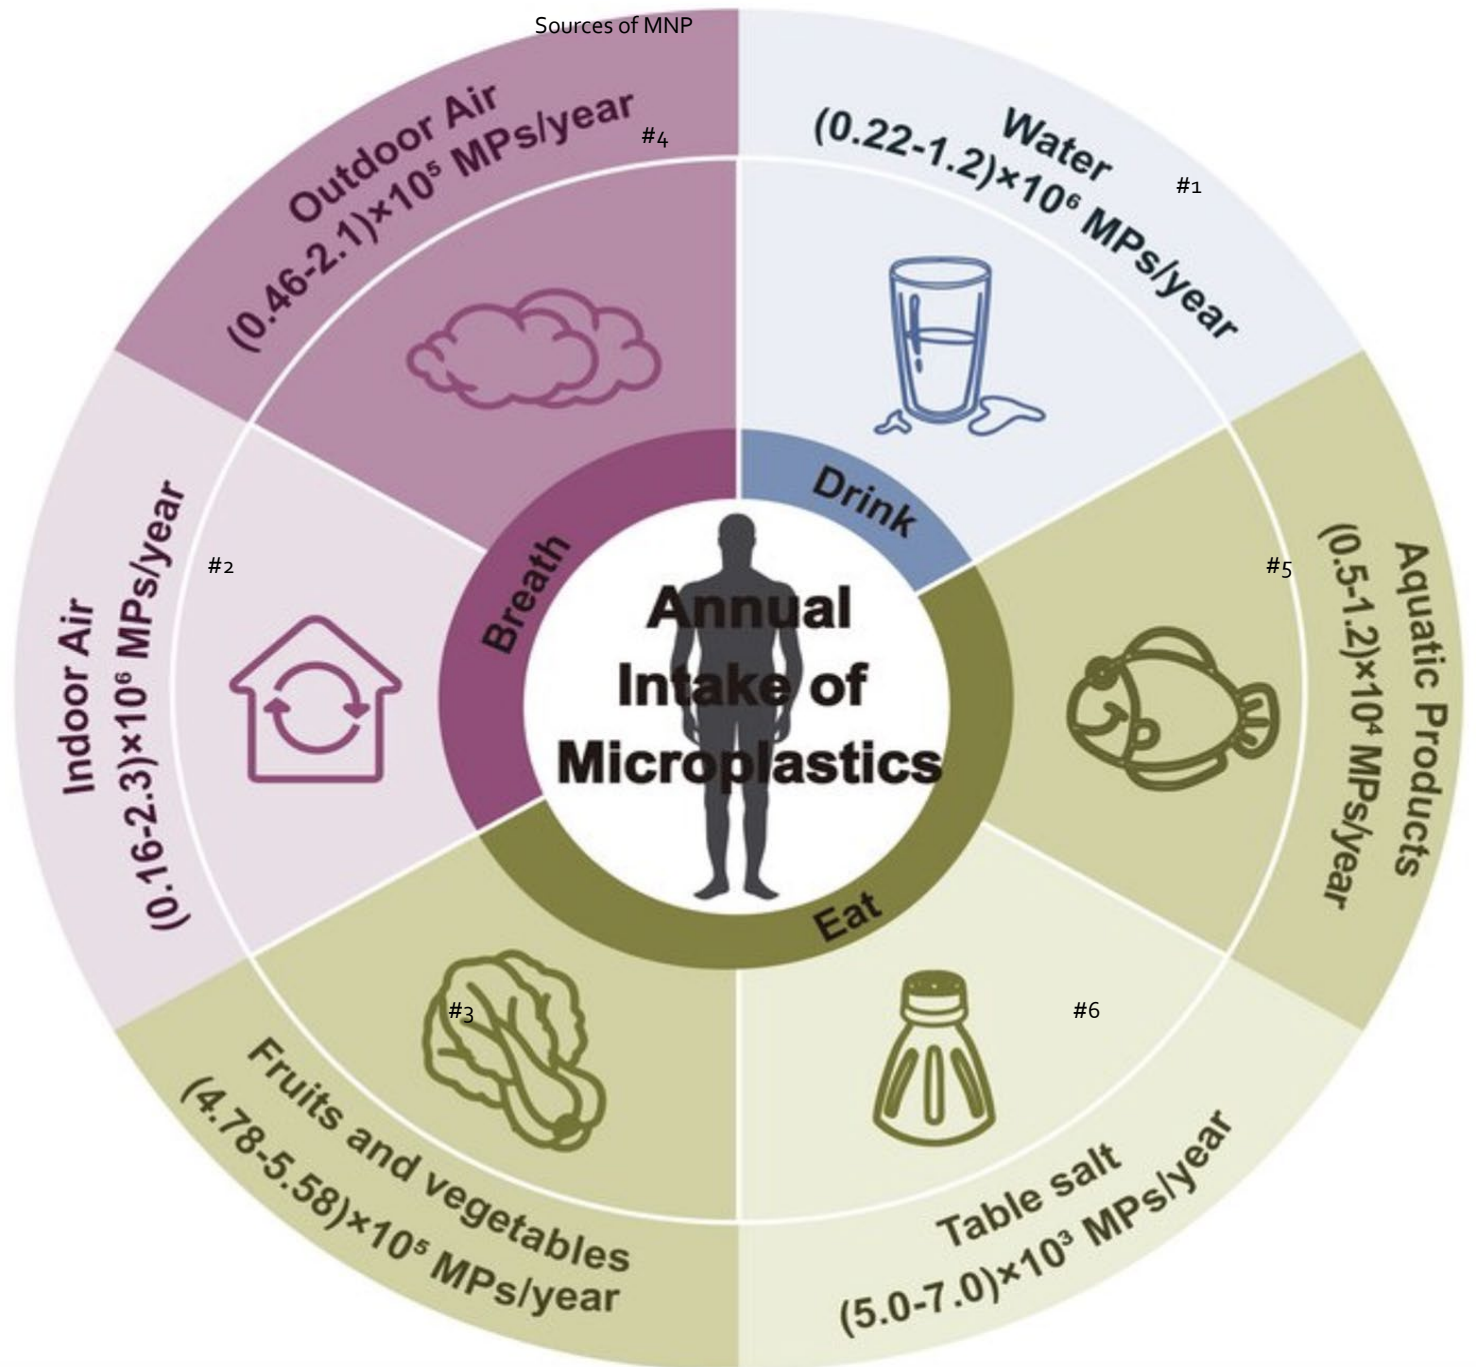 Sources of MNP
Outdoor Air
(0.46-2.1)×10⁵ MPs/year
#4
Water
(0.22-1.2)×10⁶ MPs/year
#1
Drink
Breath
Indoor Air
(0.16-2.3)×10⁶ MPs/year
#2
Annual
Intake of
Microplastics
#5
Aquatic Products
(0.5-1.2)×10⁴ MPs/year
Eat
#3
Fruits and vegetables
(4.78-5.58)×10⁵ MPs/year
#6
Table salt
(5.0-7.0)×10³ MPs/year